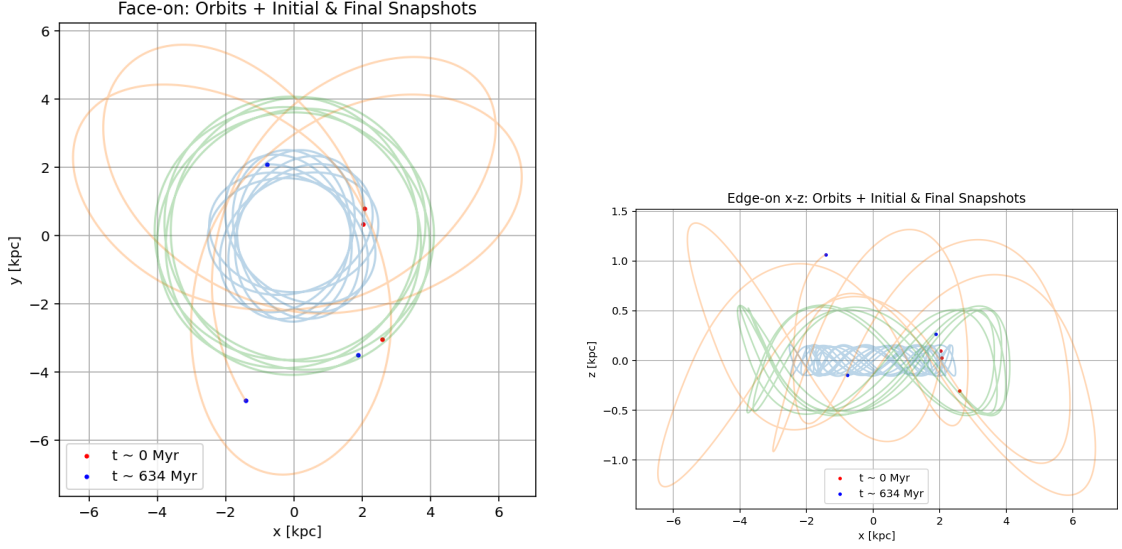 Face-on: Orbits + Initial & Final Snapshots
6
4
2
0
−2
−4
−6
y [kpc]
t ~ 0 Myr
t ~ 634 Myr
−6 −4 −2 0 2 4 6
x [kpc]
Edge-on x-z: Orbits + Initial & Final Snapshots
1.5
1.0
0.5
0.0
−0.5
−1.0
z [kpc]
t ~ 0 Myr
t ~ 634 Myr
−6 −4 −2 0 2 4 6
x [kpc]